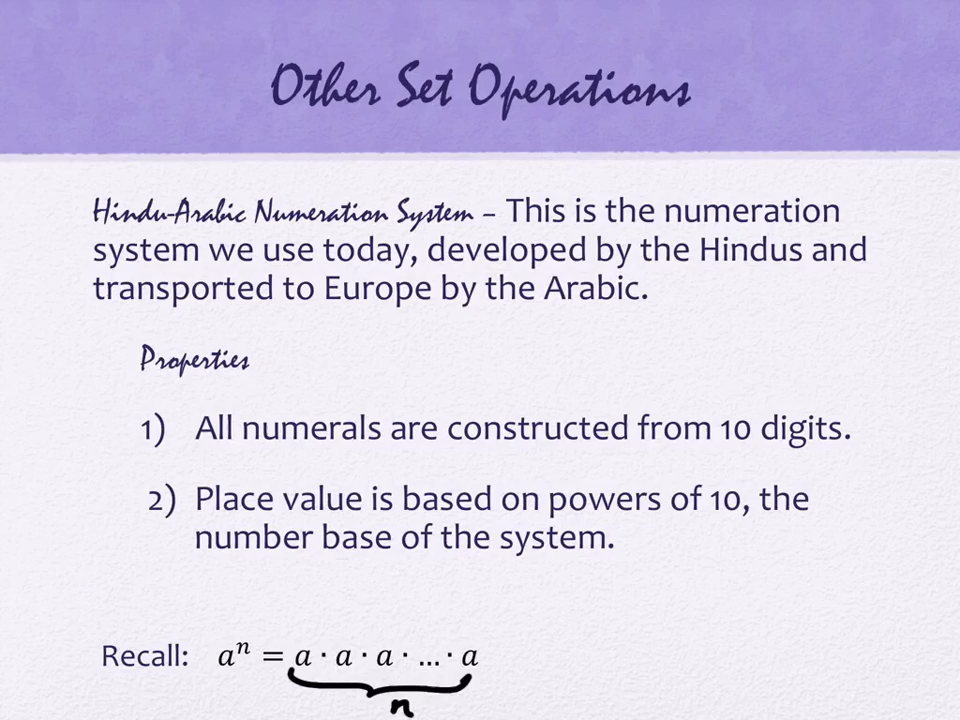 Other Set Operations
Hindu-Arabic Numeration System – This is the numeration
system we use today, developed by the Hindus and
transported to Europe by the Arabic.
Properties
1) All numerals are constructed from 10 digits.
2) Place value is based on powers of 10, the
number base of the system.
Recall: aⁿ = a · a · a · ... · a
n